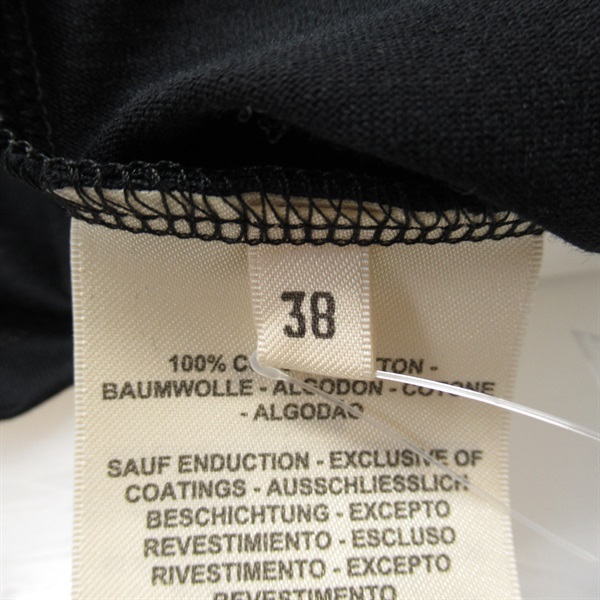 38
100% TON -
BAUMWOLLE - ALGODON - COTONE
- ALGODAO
SAUF ENDUCTION - EXCLUSIVE OF
COATINGS - AUSSCHLIESSLICH
BESCHICHTUNG - EXCEPTO
REVESTIMIENTO - ESCLUSO
RIVESTIMENTO - EXCEPTO
REVESTIMENTO